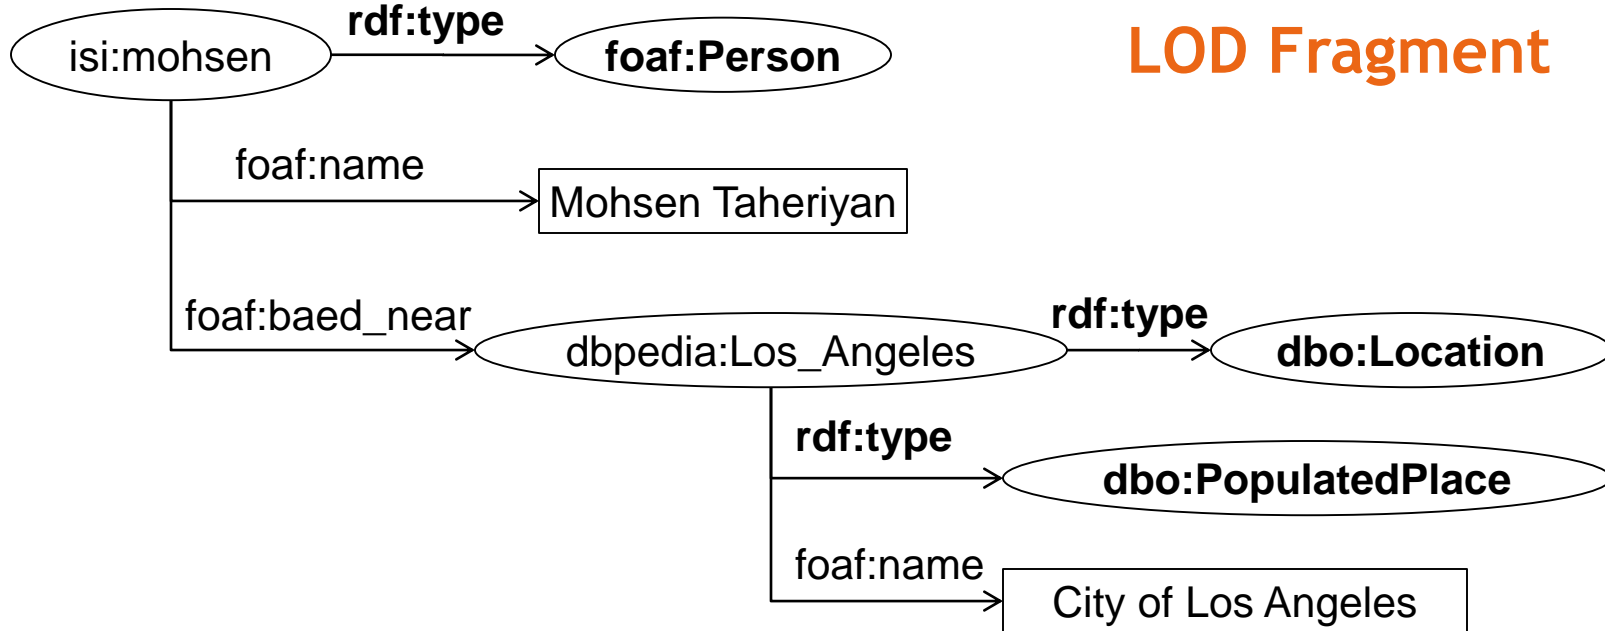 rdf:type
LOD Fragment
isi:mohsen
foaf:Person
foaf:name
Mohsen Taheriyan
foaf:baed_near
rdf:type
dbpedia:Los_Angeles
dbo:Location
rdf:type
dbo:PopulatedPlace
foaf:name
City of Los Angeles